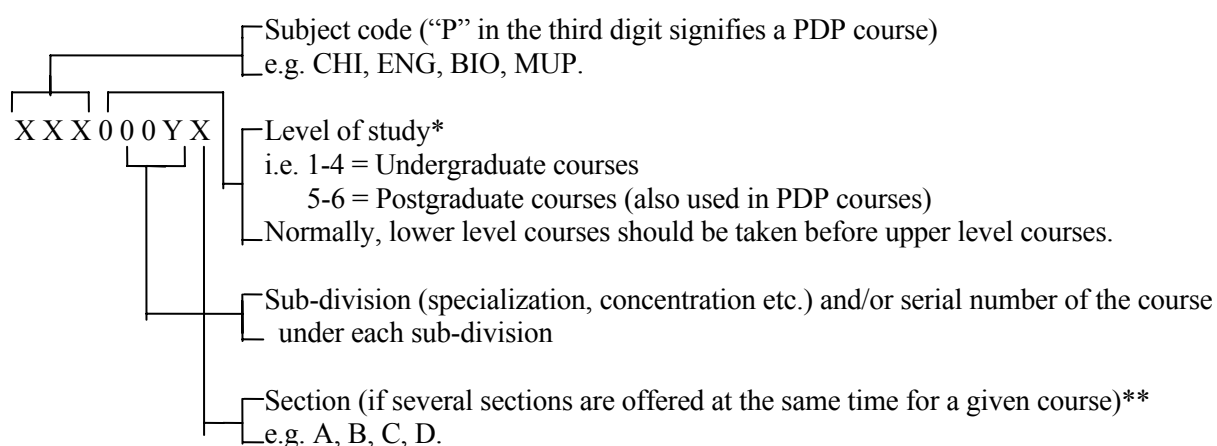 Subject code (“P” in the third digit signifies a PDP course)
e.g. CHI, ENG, BIO, MUP.
X X X 0 0 0 Y X
Level of study*
i.e. 1-4 = Undergraduate courses
5-6 = Postgraduate courses (also used in PDP courses)
Normally, lower level courses should be taken before upper level courses.
Sub-division (specialization, concentration etc.) and/or serial number of the course
under each sub-division
Section (if several sections are offered at the same time for a given course)**
e.g. A, B, C, D.